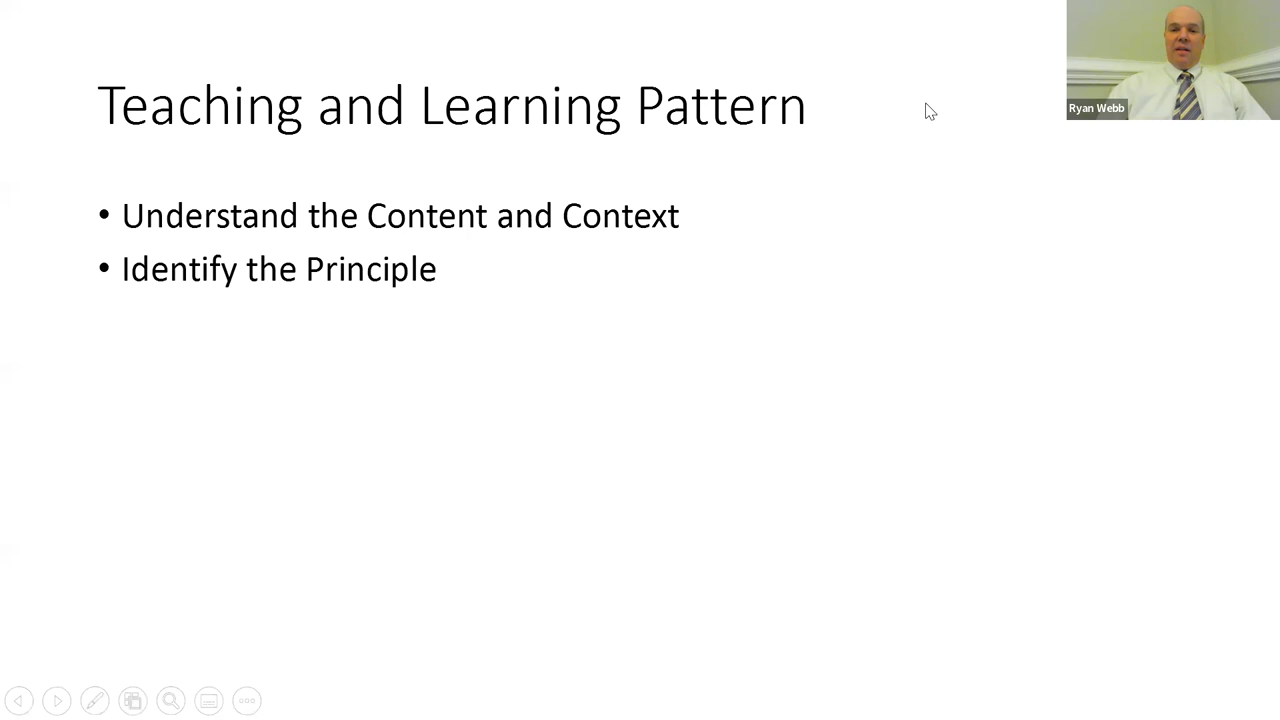 Teaching and Learning Pattern
Ryan Webb
• Understand the Content and Context
• Identify the Principle